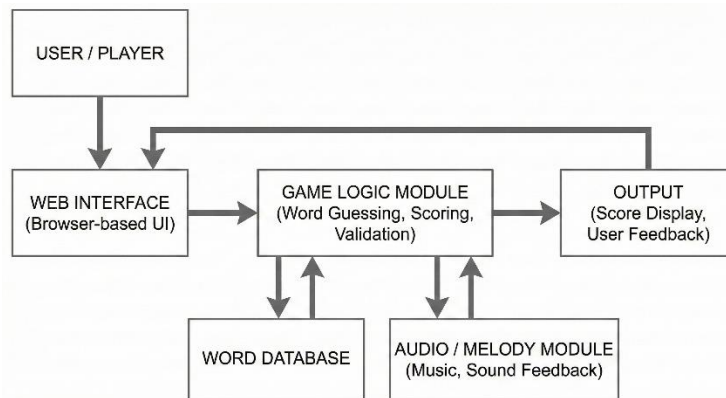 USER / PLAYER
WEB INTERFACE
(Browser-based UI)
GAME LOGIC MODULE
(Word Guessing, Scoring,
Validation)
OUTPUT
(Score Display,
User Feedback)
WORD DATABASE
AUDIO / MELODY MODULE
(Music, Sound Feedback)